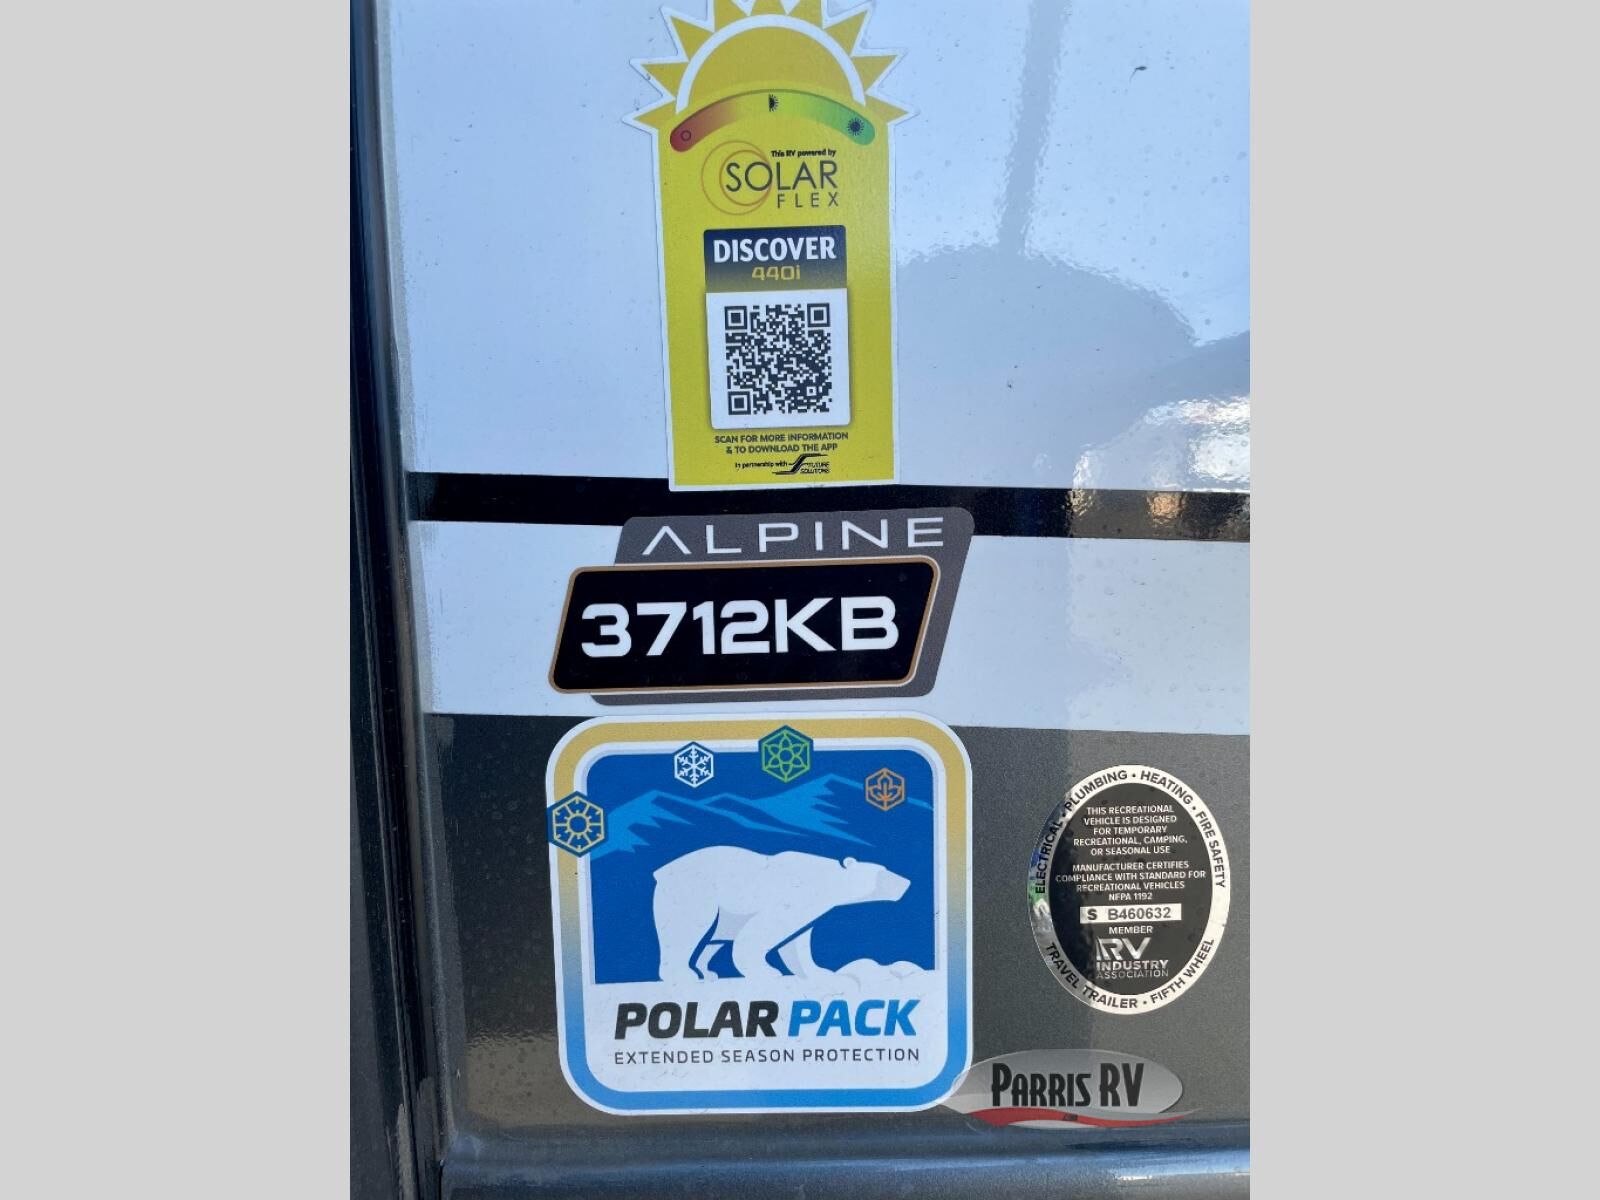 This RV powered by
SOLAR
FLEX
DISCOVER
440i
SCAN FOR MORE INFORMATION
& TO DOWNLOAD THE APP
In partnership with FUTURE
SOLUTIONS
ALPINE
3712KB
POLAR PACK
EXTENDED SEASON PROTECTION
ELECTRICAL • PLUMBING • HEATING • FIRE SAFETY
THIS RECREATIONAL
VEHICLE IS DESIGNED
FOR TEMPORARY
RECREATIONAL, CAMPING,
OR SEASONAL USE
MANUFACTURER CERTIFIES
COMPLIANCE WITH STANDARD FOR
RECREATIONAL VEHICLES
NFPA 1192
S B460632
MEMBER
RV
INDUSTRY
ASSOCIATION
TRAVEL TRAILER • FIFTH WHEEL
PARRIS RV